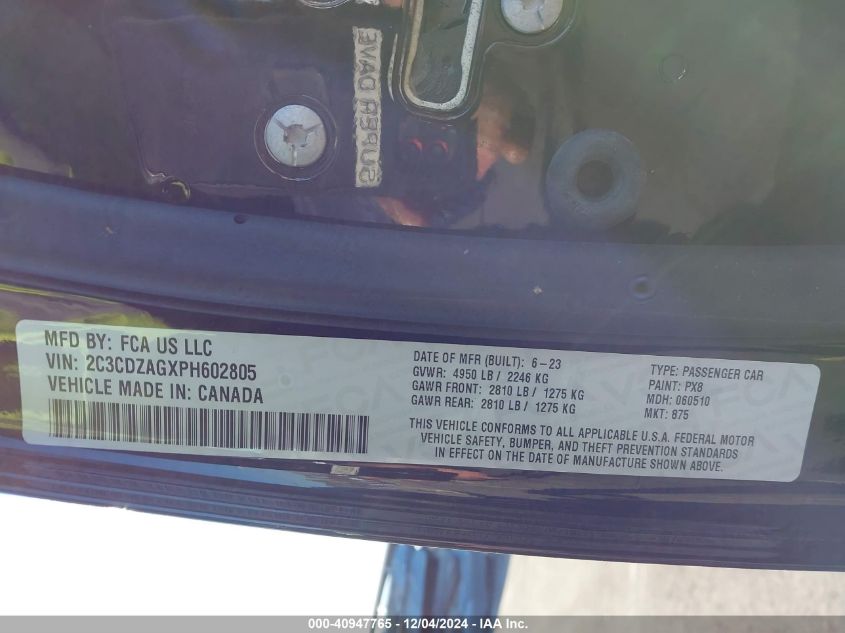 SUPER DAVE
MFD BY: FCA US LLC
VIN: 2C3CDZAGXPH602805
VEHICLE MADE IN: CANADA
DATE OF MFR (BUILT): 6-23
GVWR: 4950 LB / 2246 KG
GAWR FRONT: 2810 LB / 1275 KG
GAWR REAR: 2810 LB / 1275 KG
TYPE: PASSENGER CAR
PAINT: PX8
MDH: 060510
MKT: 875
THIS VEHICLE CONFORMS TO ALL APPLICABLE U.S.A. FEDERAL MOTOR
VEHICLE SAFETY, BUMPER, AND THEFT PREVENTION STANDARDS
IN EFFECT ON THE DATE OF MANUFACTURE SHOWN ABOVE.
000-40947765 - 12/04/2024 - IAA Inc.